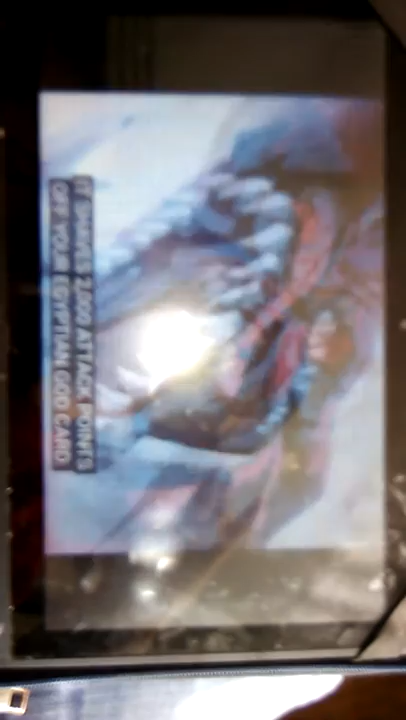 IT SHAVES 2,000 ATTACK POINTS
OFF YOUR EGYPTIAN GOD CARD